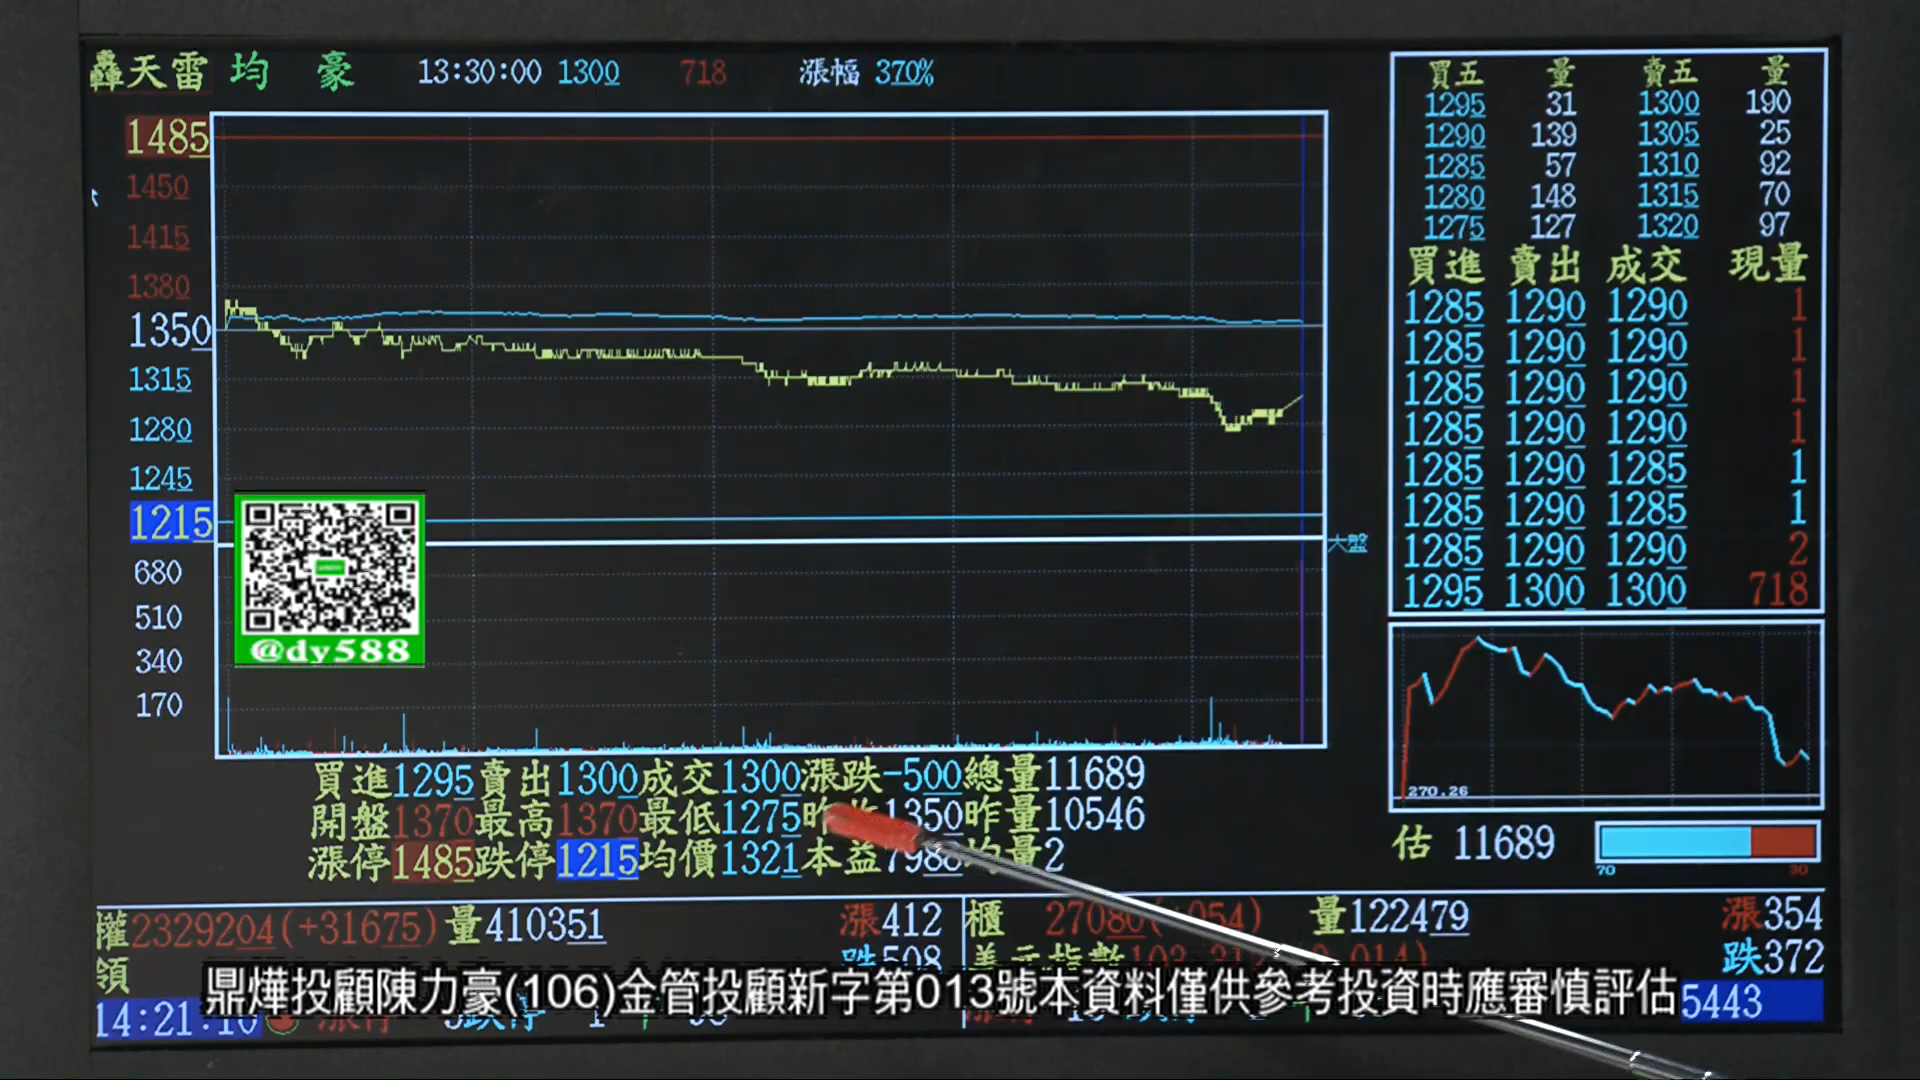 轟天雷 均 豪 13:30:00 1300 718 漲幅 370%
1485
1450
1415
1380
1350
1315
1280
1245
1215
680
510
340
170
大盤
@dy588
買五 量 賣五 量
1295 31 1300 190
1290 139 1305 25
1285 57 1310 92
1280 148 1315 70
1275 127 1320 97
買進 賣出 成交 現量
1285 1290 1290 1
1285 1290 1290 1
1285 1290 1290 1
1285 1290 1290 1
1285 1290 1285 1
1285 1290 1285 1
1285 1290 1290 2
1295 1300 1300 718
270.26
估 11689
70 30
買進1295賣出1300成交1300漲跌-500總量11689
開盤1370最高1370最低1275 1350昨量10546
漲停1485跌停1215均價1321本益 均量2
權2329204(+31675)量410351 漲412
跌508
櫃 量122479 漲354
跌372
領
鼎燁投顧陳力豪(106)金管投顧新字第013號本資料僅供參考投資時應審慎評估
5443